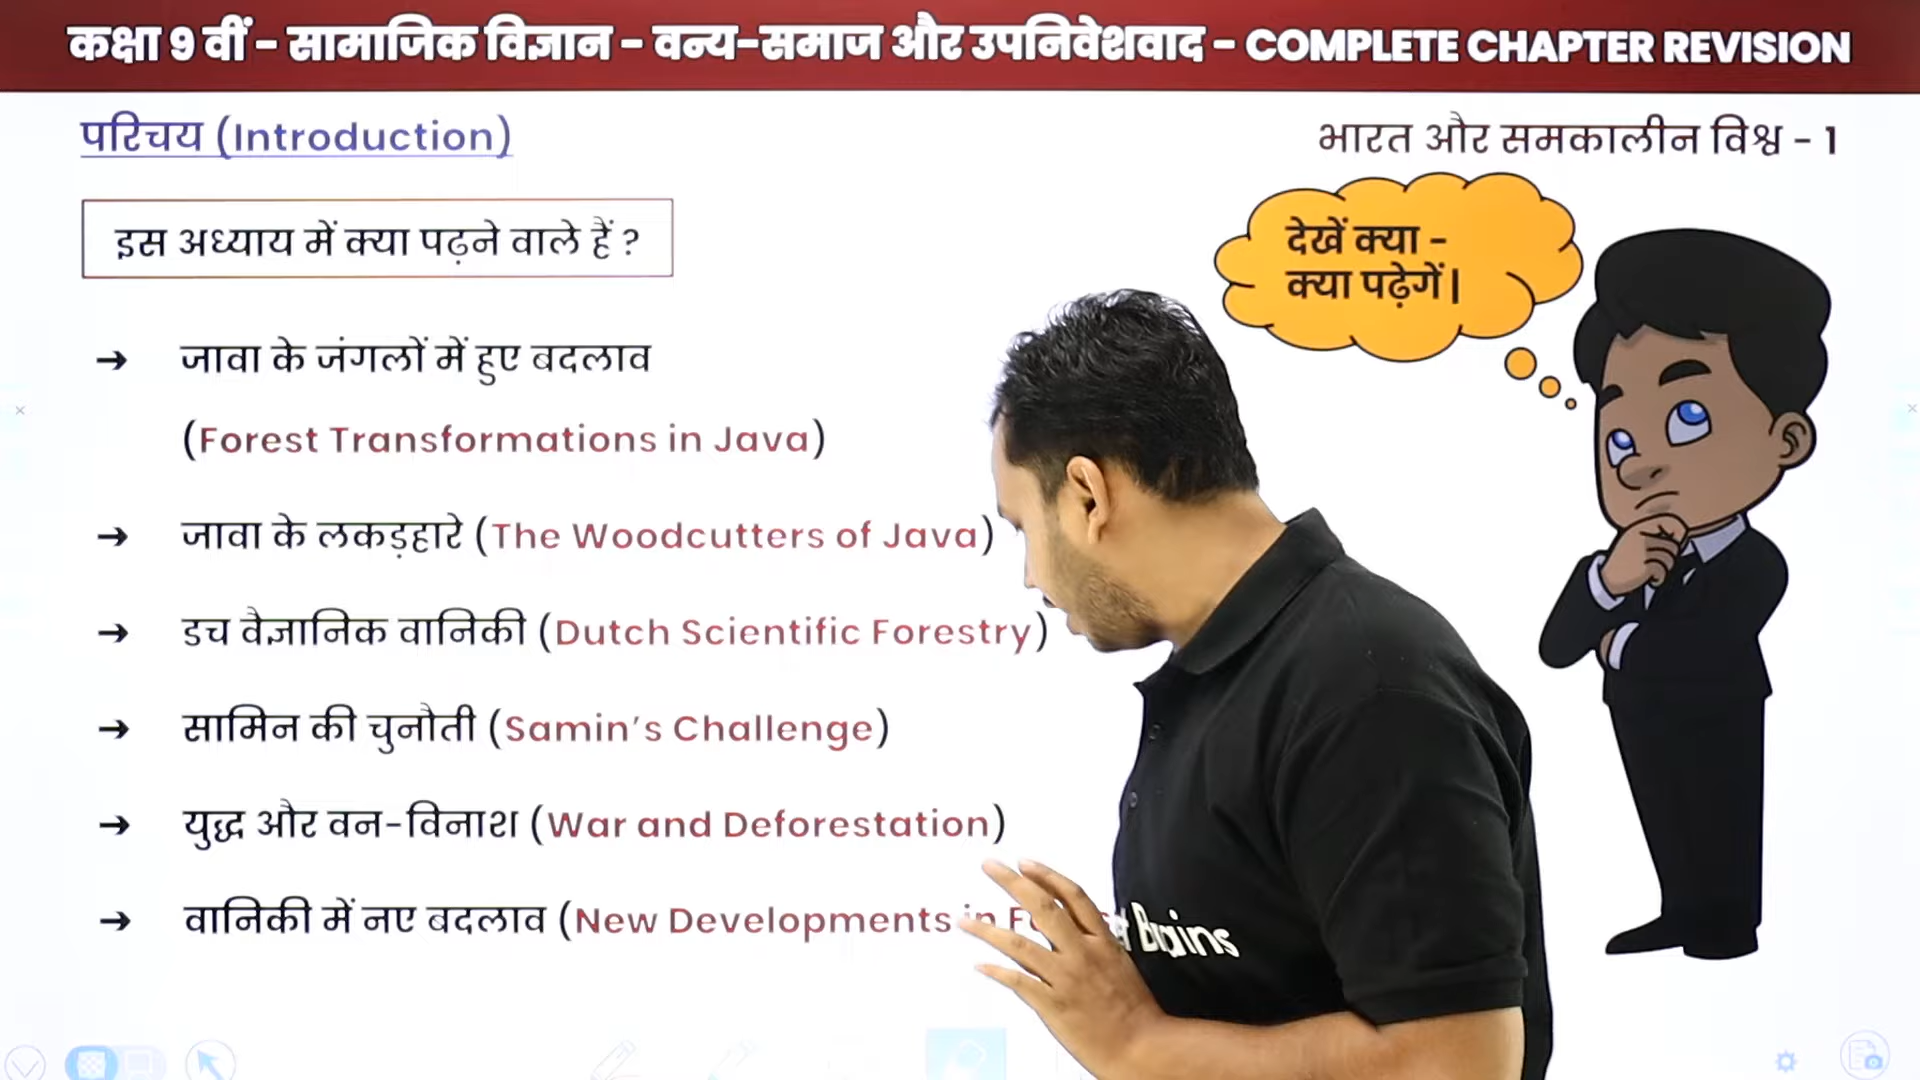 कक्षा 9 वीं - सामाजिक विज्ञान - वन्य-समाज और उपनिवेशवाद - COMPLETE CHAPTER REVISION
परिचय (Introduction)
भारत और समकालीन विश्व - 1
इस अध्याय में क्या पढ़ने वाले हैं ?
देखें क्या -
क्या पढ़ेगें।
→ जावा के जंगलों में हुए बदलाव
(Forest Transformations in Java)
→ जावा के लकड़हारे (The Woodcutters of Java)
→ डच वैज्ञानिक वानिकी (Dutch Scientific Forestry)
→ सामिन की चुनौती (Samin's Challenge)
→ युद्ध और वन-विनाश (War and Deforestation)
→ वानिकी में नए बदलाव (New Developments in
Brains